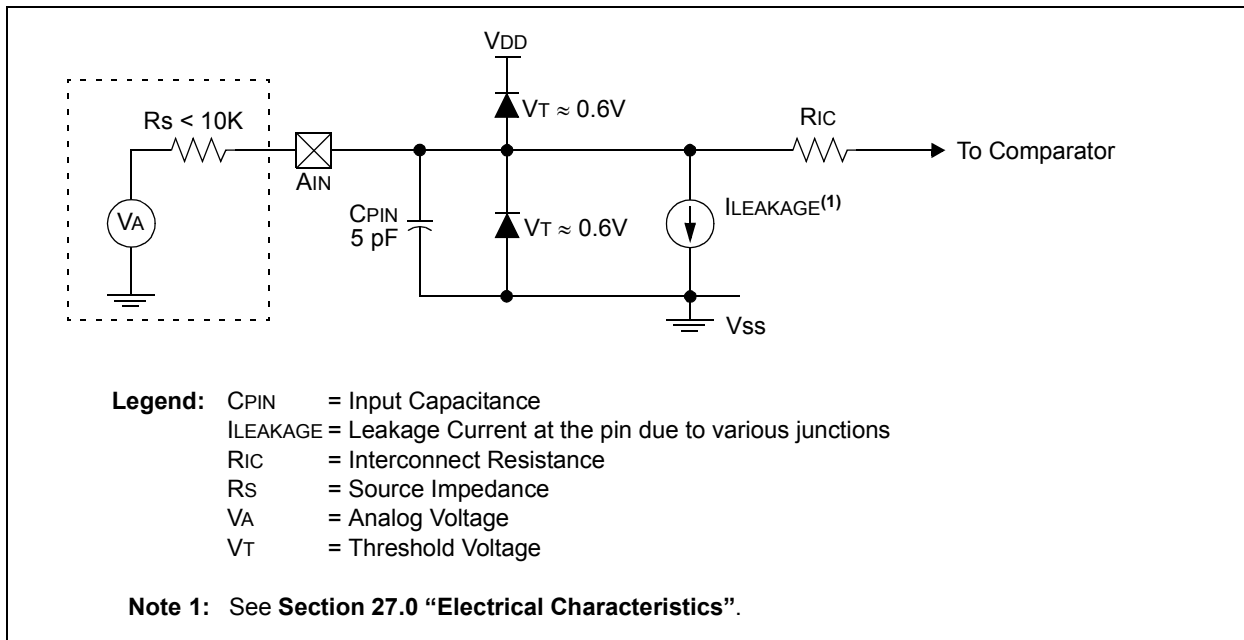 VDD
VT ≈ 0.6V
Rs < 10K
RIC
To Comparator
AIN
VA
CPIN
5 pF
VT ≈ 0.6V
ILEAKAGE(1)
Vss
Legend: CPIN = Input Capacitance
ILEAKAGE = Leakage Current at the pin due to various junctions
RIC = Interconnect Resistance
RS = Source Impedance
VA = Analog Voltage
VT = Threshold Voltage
Note 1: See Section 27.0 “Electrical Characteristics”.